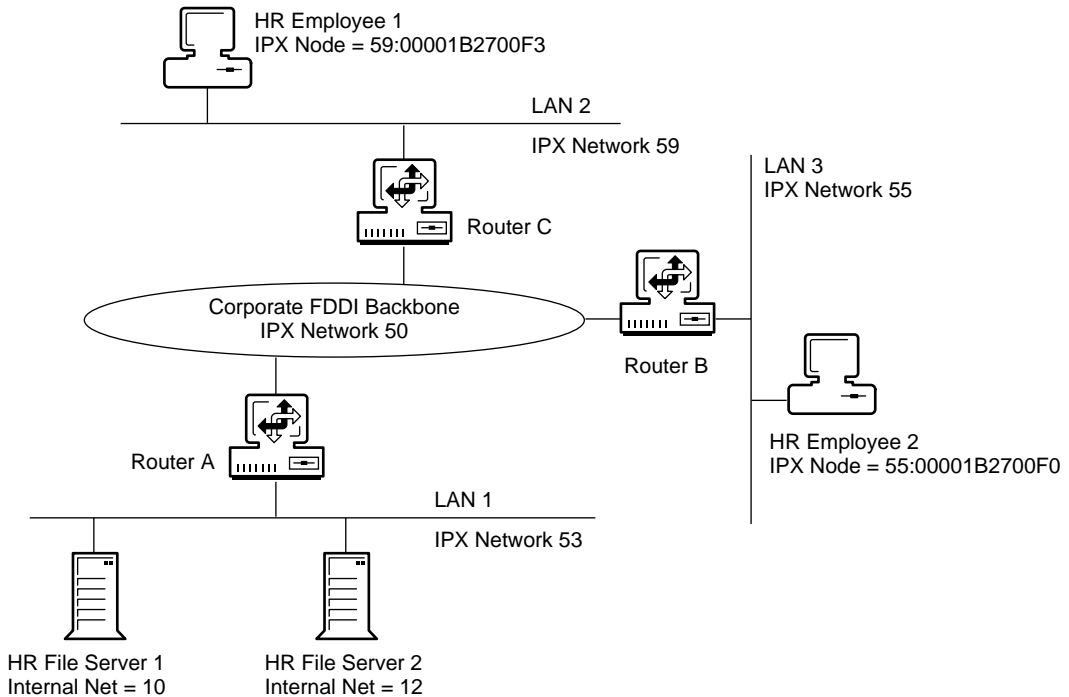 HR Employee 1
IPX Node = 59:00001B2700F3
LAN 2
IPX Network 59
LAN 3
IPX Network 55
Router C
Corporate FDDI Backbone
IPX Network 50
Router B
HR Employee 2
IPX Node = 55:00001B2700F0
Router A
LAN 1
IPX Network 53
HR File Server 1
Internal Net = 10
HR File Server 2
Internal Net = 12